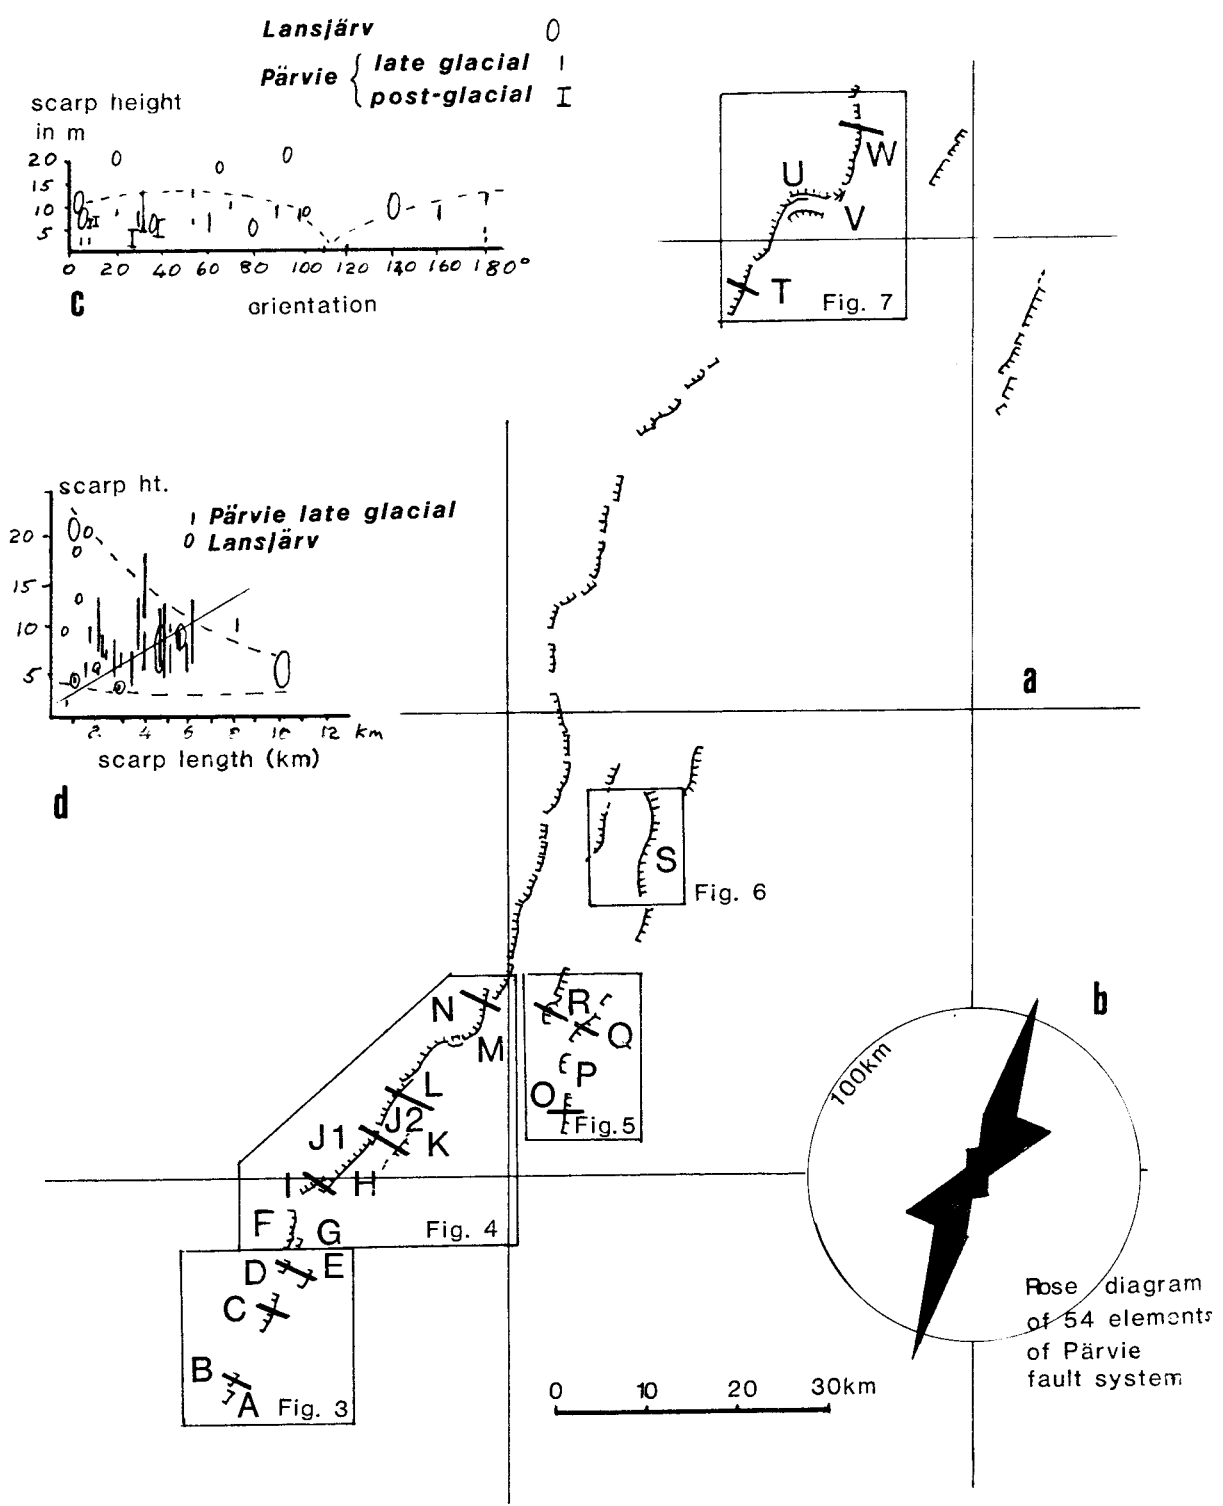 Lansjärv 0
Pärvie { late glacial I
post-glacial I
scarp height
in m
20
15
10
5
0 20 40 60 80 100 120 140 160 180°
c
orientation
U
W
V
T
Fig. 7
scarp ht.
I Pärvie late glacial
0 Lansjärv
20
15
10
5
2 4 6 8 10 12 km
scarp length (km)
d
a
S
Fig. 6
N
R
Q
M
P
L
O
Fig. 5
J1
J2
K
I
H
F
G
Fig. 4
D
E
C
B
A
Fig. 3
b
100km
Rose diagram
of 54 elements
of Pärvie
fault system
0 10 20 30km